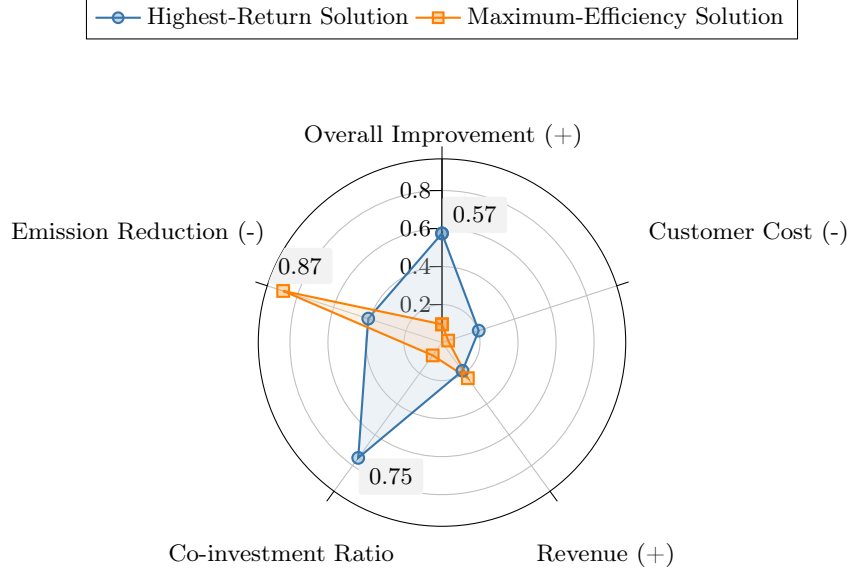 Highest-Return Solution Maximum-Efficiency Solution
Overall Improvement (+)
0.8
0.57
0.6
Emission Reduction (-)
Customer Cost (-)
0.87
0.4
0.2
0.75
Co-investment Ratio
Revenue (+)